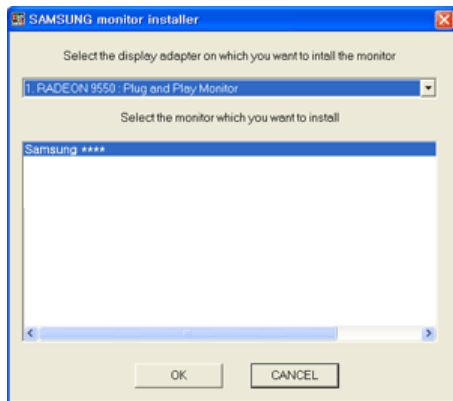 SAMSUNG monitor installer
Select the display adapter on which you want to intall the monitor
1. RADEON 9550 : Plug and Play Monitor
Select the monitor which you want to install
Samsung ****
OK
CANCEL